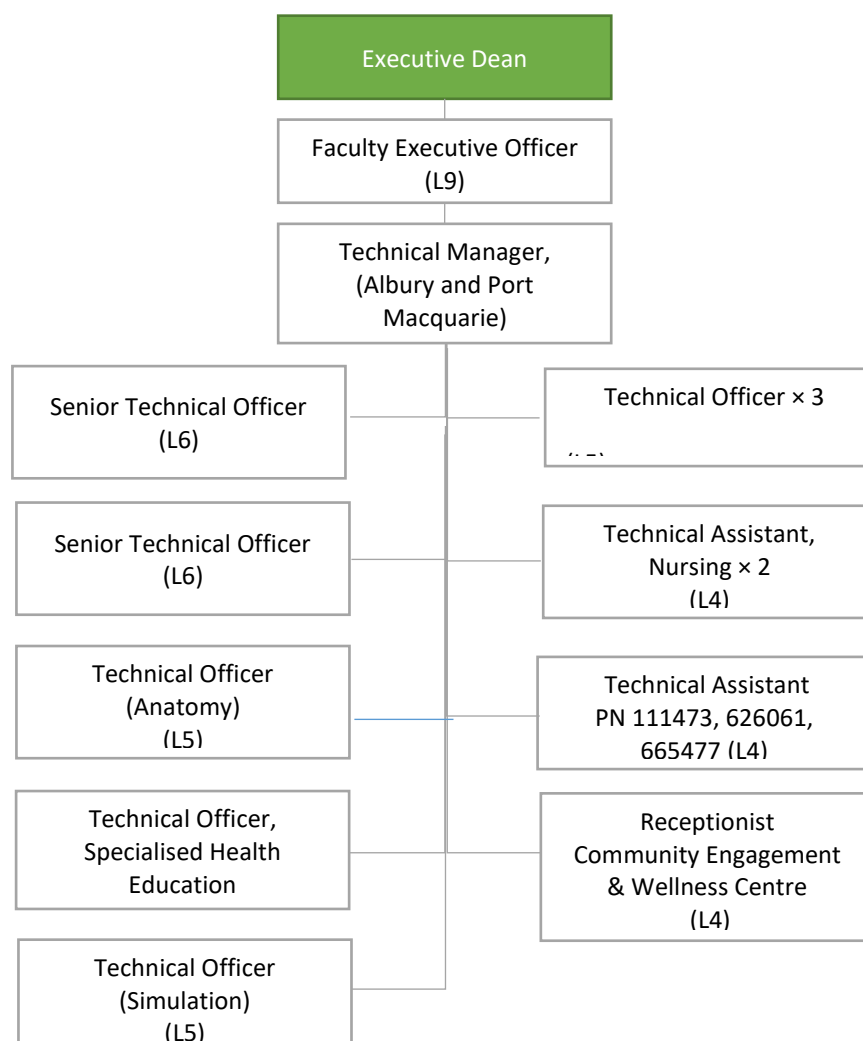 Executive Dean
Faculty Executive Officer
(L9)
Technical Manager,
(Albury and Port
Macquarie)
Senior Technical Officer
(L6)
Technical Officer × 3
Senior Technical Officer
(L6)
Technical Assistant,
Nursing × 2
(L4)
Technical Officer
(Anatomy)
(L5)
Technical Assistant
PN 111473, 626061,
665477 (L4)
Technical Officer,
Specialised Health
Education
Receptionist
Community Engagement
& Wellness Centre
(L4)
Technical Officer
(Simulation)
(L5)